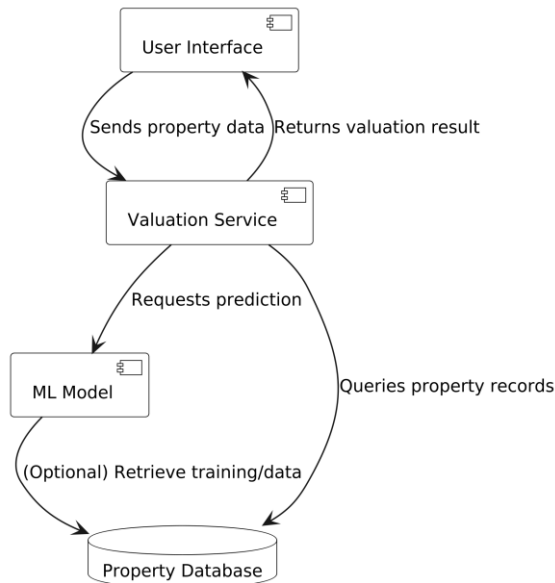 User Interface
Sends property data
Returns valuation result
Valuation Service
Requests prediction
ML Model
Queries property records
(Optional) Retrieve training/data
Property Database